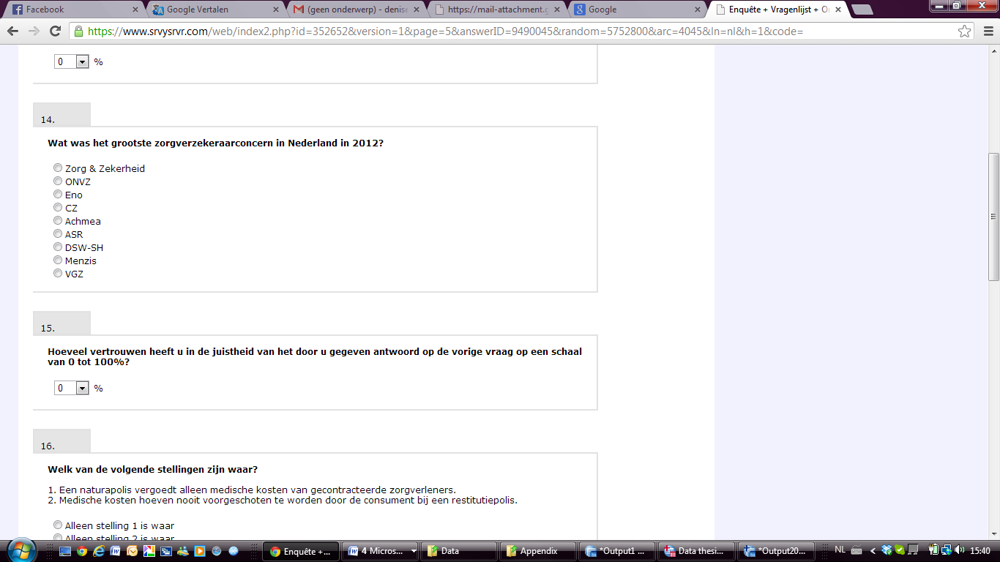 Facebook
Google Vertalen
(geen onderwerp) - denise
https://mail-attachment.g
Google
Enquête + Vragenlijst + O
https://www.srvysrvr.com/web/index2.php?id=352652&version=1&page=5&answerID=9490045&random=5752800&arc=4045&ln=nl&h=1&code=
0 %
14.
Wat was het grootste zorgverzekeraarconcern in Nederland in 2012?
Zorg & Zekerheid
ONVZ
Eno
CZ
Achmea
ASR
DSW-SH
Menzis
VGZ
15.
Hoeveel vertrouwen heeft u in de juistheid van het door u gegeven antwoord op de vorige vraag op een schaal
van 0 tot 100%?
0 %
16.
Welk van de volgende stellingen zijn waar?
1. Een naturapolis vergoedt alleen medische kosten van gecontracteerde zorgverleners.
2. Medische kosten hoeven nooit voorgeschoten te worden door de consument bij een restitutiepolis.
Alleen stelling 1 is waar
Alleen stelling 2 is waar
Enquête +...
4 Micros...
Data
Appendix
*Output1 ...
Data thesi...
*Output20...
NL
15:40